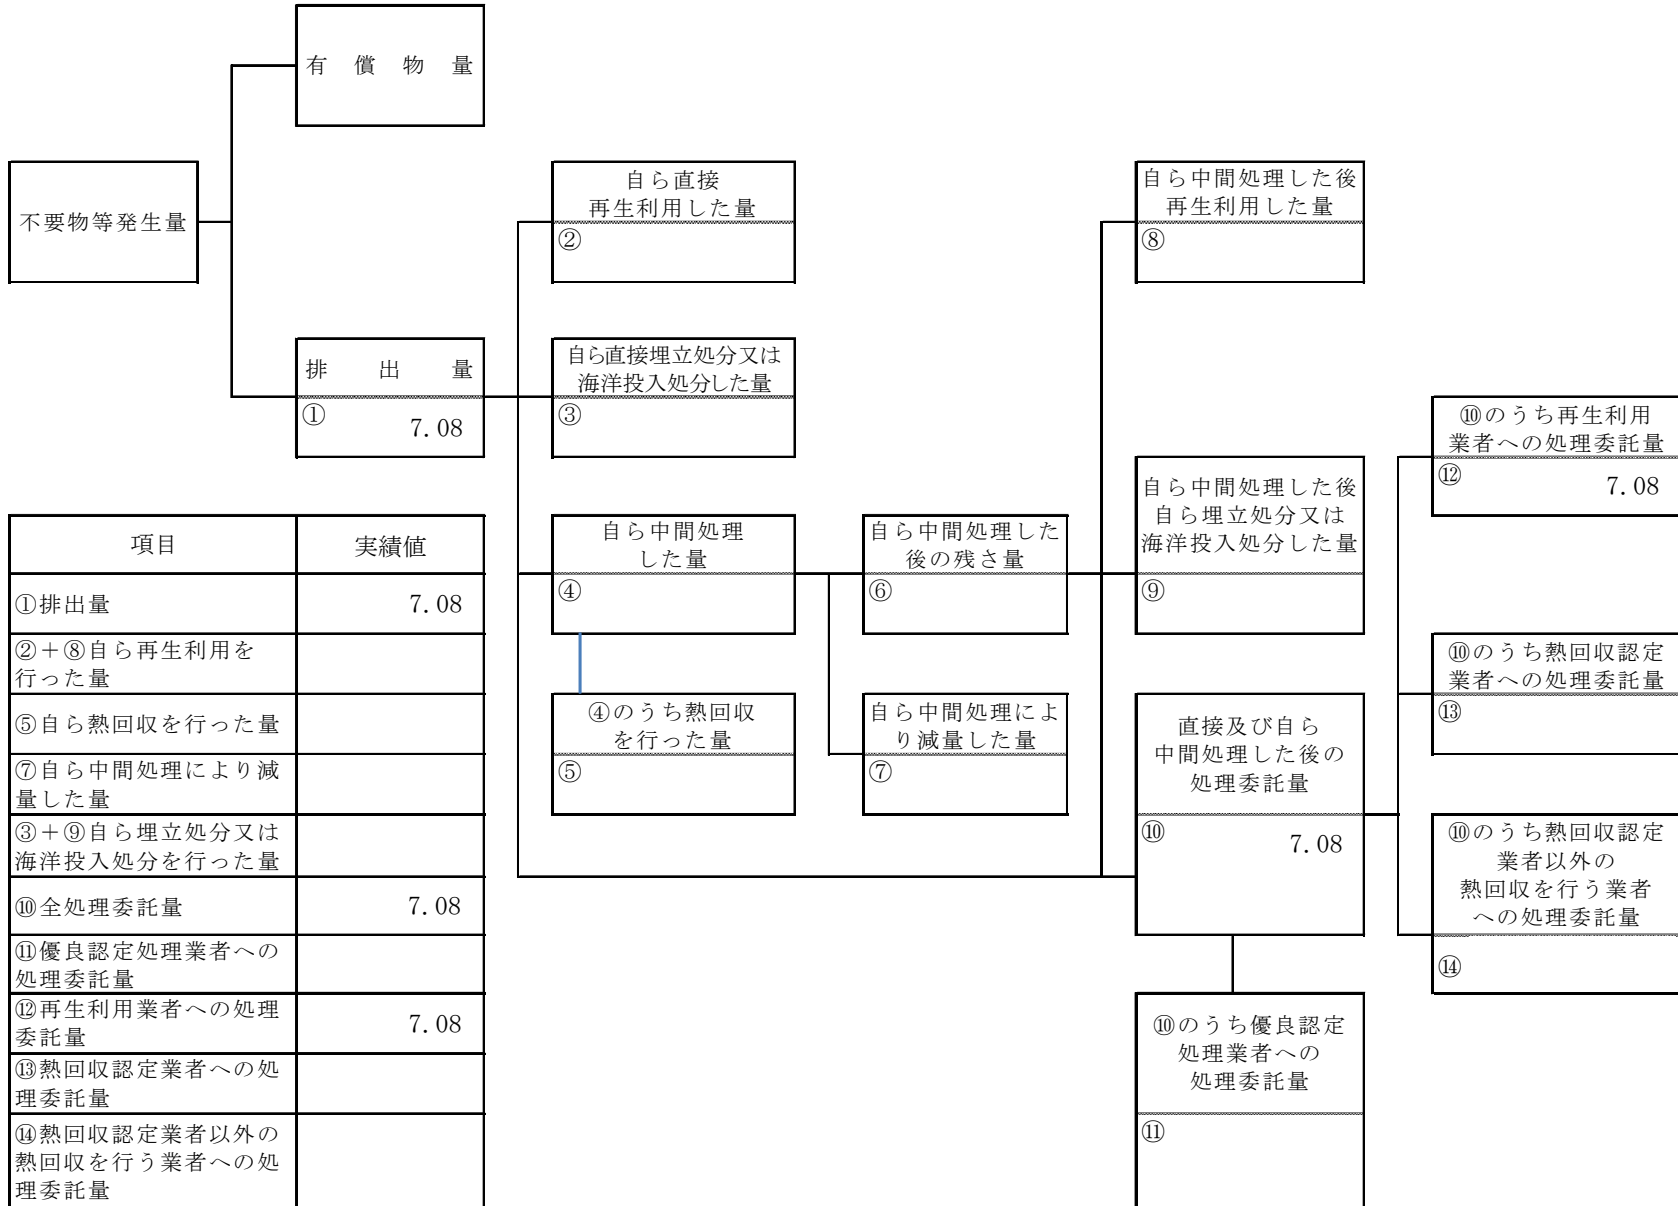 有償物量
不要物等発生量
自ら直接
再生利用した量
②
自ら中間処理した後
再生利用した量
⑧
排出量
①
7.08
自ら直接埋立処分又は
海洋投入処分した量
③
⑩のうち再生利用
業者への処理委託量
⑫
7.08
自ら中間処理
した量
④
自ら中間処理した
後の残さ量
⑥
自ら中間処理した後
自ら埋立処分又は
海洋投入処分した量
⑨
④のうち熱回収
を行った量
⑤
自ら中間処理によ
り減量した量
⑦
直接及び自ら
中間処理した後の
処理委託量
⑩
7.08
⑩のうち熱回収認定
業者への処理委託量
⑬
⑩のうち熱回収認定
業者以外の
熱回収を行う業者
への処理委託量
⑭
⑩のうち優良認定
処理業者への
処理委託量
⑪
項目 実績値
①排出量 7.08
②＋⑧自ら再生利用を
行った量
⑤自ら熱回収を行った量
⑦自ら中間処理により減
量した量
③＋⑨自ら埋立処分又は
海洋投入処分を行った量
⑩全処理委託量 7.08
⑪優良認定処理業者への
処理委託量
⑫再生利用業者への処理
委託量 7.08
⑬熱回収認定業者への処
理委託量
⑭熱回収認定業者以外の
熱回収を行う業者への処
理委託量